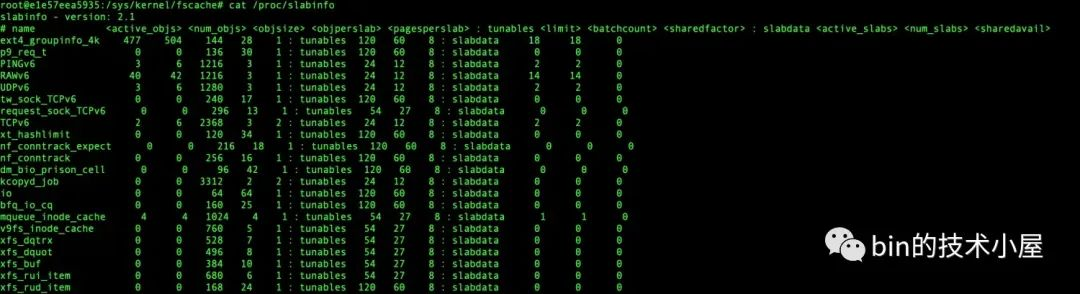 root@e1e57eea5935:/sys/kernel/fscache# cat /proc/slabinfo
slabinfo - version: 2.1
# name            <active_objs> <num_objs> <objsize> <objperslab> <pagesperslab> : tunables <limit> <batchcount> <sharedfactor> : slabdata <active_slabs> <num_slabs> <sharedavail>
ext4_groupinfo_4k 477 504 144 28 1 : tunables 120 60 8 : slabdata 18 18 0
p9_req_t 0 0 136 30 1 : tunables 120 60 8 : slabdata 0 0 0
PINGv6 3 6 1216 3 1 : tunables 24 12 8 : slabdata 2 2 0
RAWv6 40 42 1216 3 1 : tunables 24 12 8 : slabdata 14 14 0
UDPv6 3 6 1280 3 1 : tunables 24 12 8 : slabdata 2 2 0
tw_sock_TCPv6 0 0 240 17 1 : tunables 120 60 8 : slabdata 0 0 0
request_sock_TCPv6 0 0 296 13 1 : tunables 54 27 8 : slabdata 0 0 0
TCPv6 2 6 2368 3 2 : tunables 24 12 8 : slabdata 2 2 0
xt_hashlimit 0 0 120 34 1 : tunables 120 60 8 : slabdata 0 0 0
nf_conntrack_expect 0 0 216 18 1 : tunables 120 60 8 : slabdata 0 0 0
nf_conntrack 0 0 256 16 1 : tunables 120 60 8 : slabdata 0 0 0
dm_bio_prison_cell 0 0 96 42 1 : tunables 120 60 8 : slabdata 0 0 0
kcopyd_job 0 0 3312 2 2 : tunables 24 12 8 : slabdata 0 0 0
io 0 0 64 64 1 : tunables 120 60 8 : slabdata 0 0 0
bfq_io_cq 0 0 160 25 1 : tunables 120 60 8 : slabdata 0 0 0
mqueue_inode_cache 4 4 1024 4 1 : tunables 54 27 8 : slabdata 1 1 0
v9fs_inode_cache 0 0 760 5 1 : tunables 54 27 8 : slabdata 0 0 0
xfs_dqtrx 0 0 528 7 1 : tunables 54 27 8 : slabdata 0 0 0
xfs_dquot 0 0 496 8 1 : tunables 54 27 8 : slabdata 0 0 0
xfs_buf 0 0 384 10 1 : tunables 54 27 8 : slabdata 0 0 0
xfs_rui_item 0 0 680 6 1 : tunables 54 27 8 : slabdata 0 0 0
xfs_rud_item 0 0 168 24 1 : tunables 120 60 8 : slabdata 0 0 0
bin的技术小屋